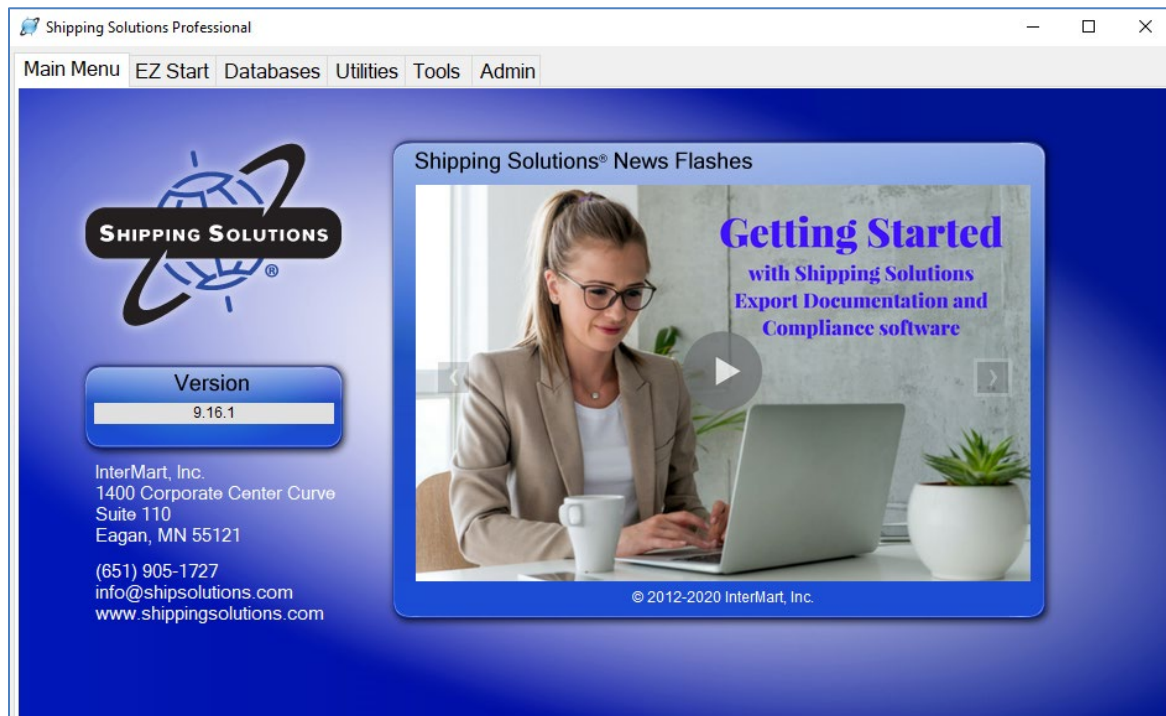 Shipping Solutions Professional
Main Menu EZ Start Databases Utilities Tools Admin
SHIPPING SOLUTIONS
®
Version
9.16.1
InterMart, Inc.
1400 Corporate Center Curve
Suite 110
Eagan, MN 55121
(651) 905-1727
info@shipsolutions.com
www.shippingsolutions.com
Shipping Solutions® News Flashes
Getting Started
with Shipping Solutions
Export Documentation and
Compliance software
© 2012-2020 InterMart, Inc.